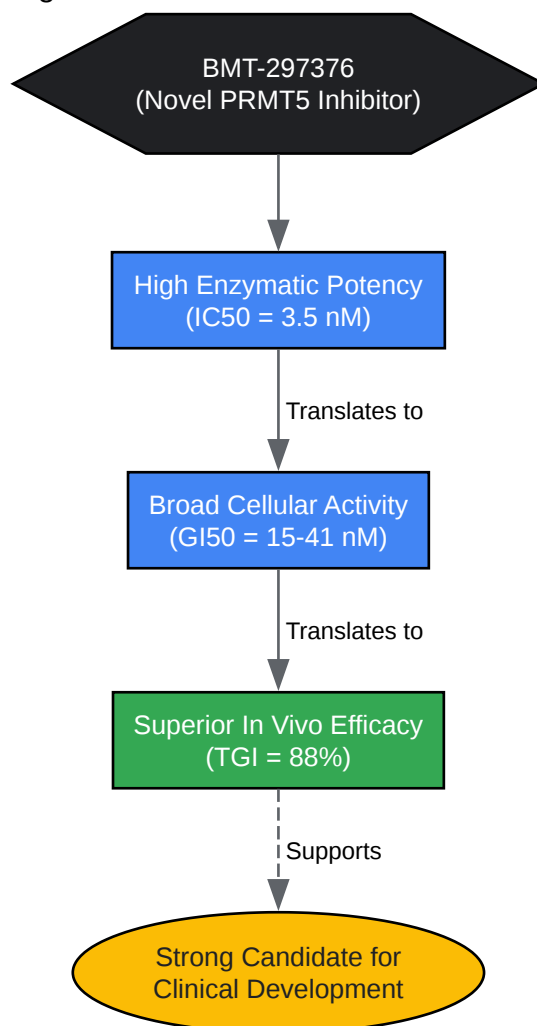 BMT-297376
(Novel PRMT5 Inhibitor)
High Enzymatic Potency
(IC50 = 3.5 nM)
Translates to
Broad Cellular Activity
(GI50 = 15-41 nM)
Translates to
Superior In Vivo Efficacy
(TGI = 88%)
Supports
Strong Candidate for
Clinical Development